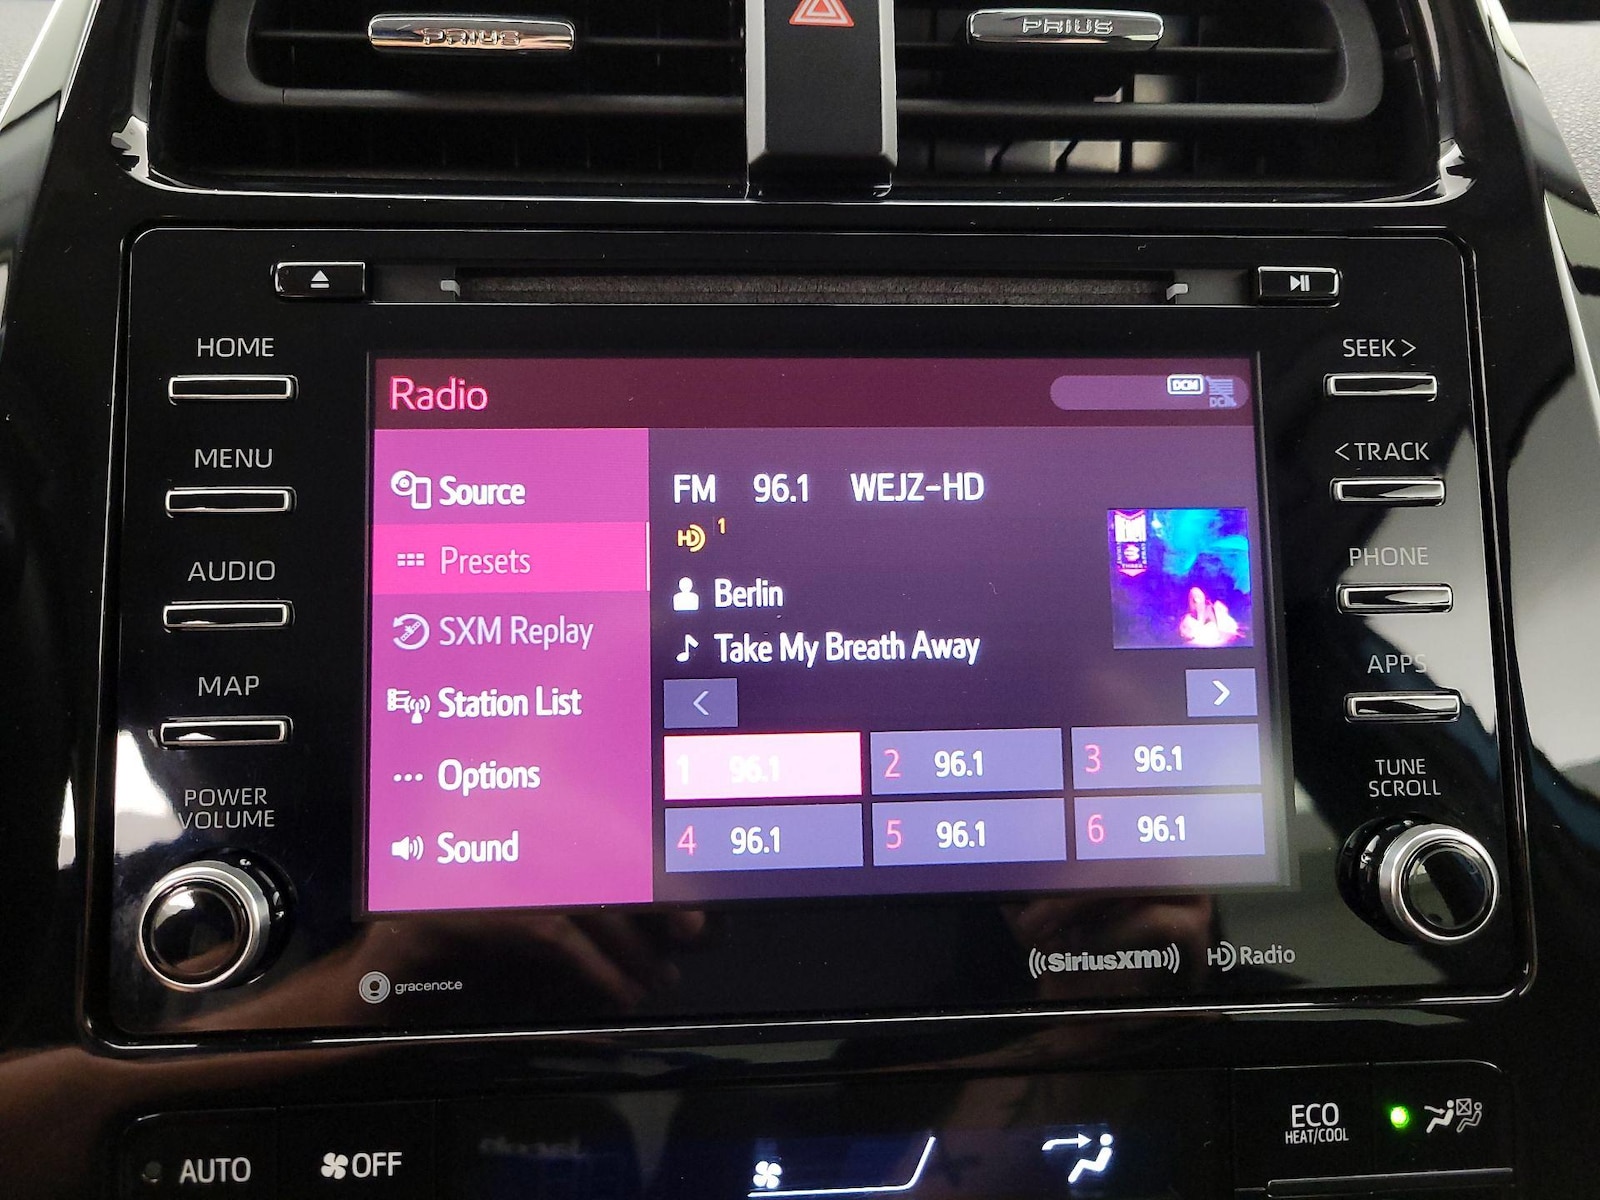 PRIUS
PRIUS
HOME
SEEK >
MENU
< TRACK
AUDIO
PHONE
MAP
APPS
POWER
VOLUME
TUNE
SCROLL
Radio
DCM
DCM
Source
Presets
SXM Replay
Station List
Options
Sound
FM 96.1 WEJZ-HD
HD 1
Berlin
Take My Breath Away
<
>
1 96.1
2 96.1
3 96.1
4 96.1
5 96.1
6 96.1
gracenote
((SiriusXM))
HD Radio
AUTO
OFF
ECO
HEAT/COOL